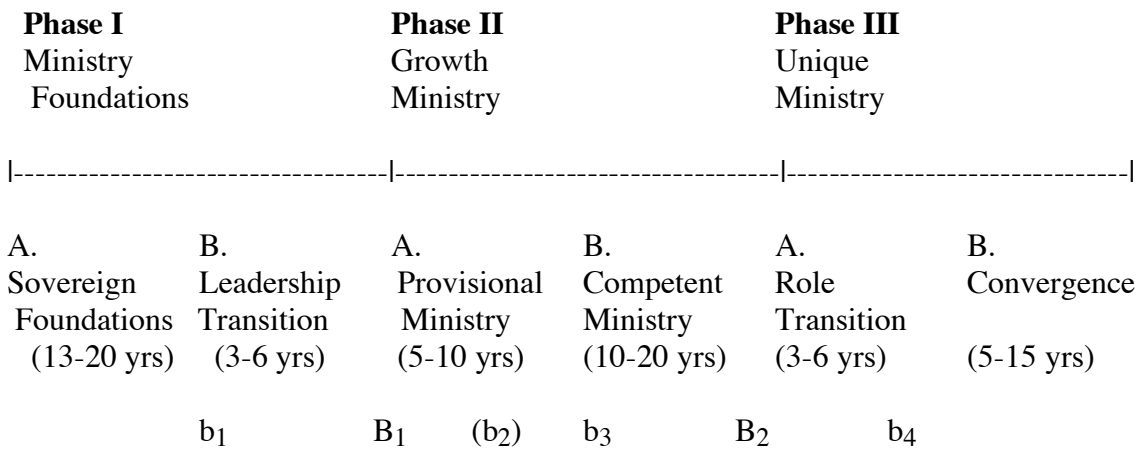 Phase I Phase II Phase III
Ministry Growth Unique
Foundations Ministry Ministry
|-----------------------------------|------------------------------------|--------------------------------|
A. B. A. B. A. B.
Sovereign Leadership Provisional Competent Role Convergence
Foundations Transition Ministry Ministry Transition
(13-20 yrs) (3-6 yrs) (5-10 yrs) (10-20 yrs) (3-6 yrs) (5-15 yrs)
b₁ B₁ (b₂) b₃ B₂ b₄